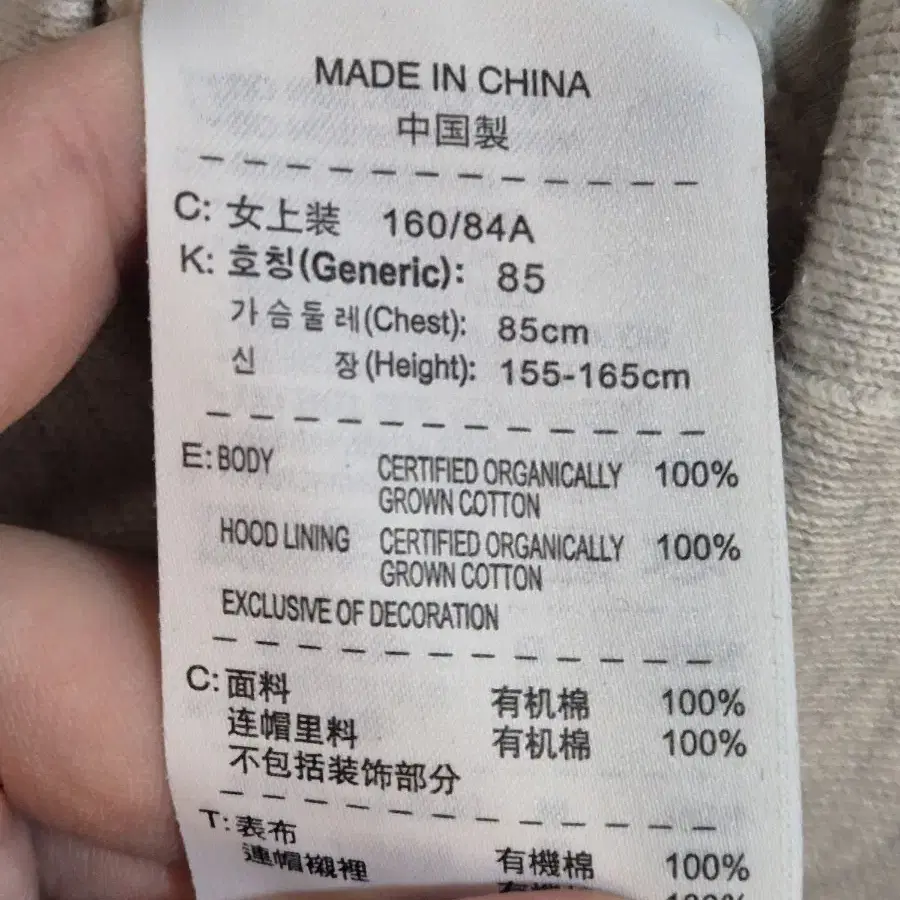 MADE IN CHINA
中国製
C: 女上装 160/84A
K: 호칭(Generic): 85
가슴둘레(Chest): 85cm
신 장(Height): 155-165cm
E: BODY CERTIFIED ORGANICALLY 100%
GROWN COTTON
HOOD LINING CERTIFIED ORGANICALLY 100%
GROWN COTTON
EXCLUSIVE OF DECORATION
C: 面料 有机棉 100%
连帽里料 有机棉 100%
不包括装饰部分
T: 表布 有機棉 100%
連帽襯裡